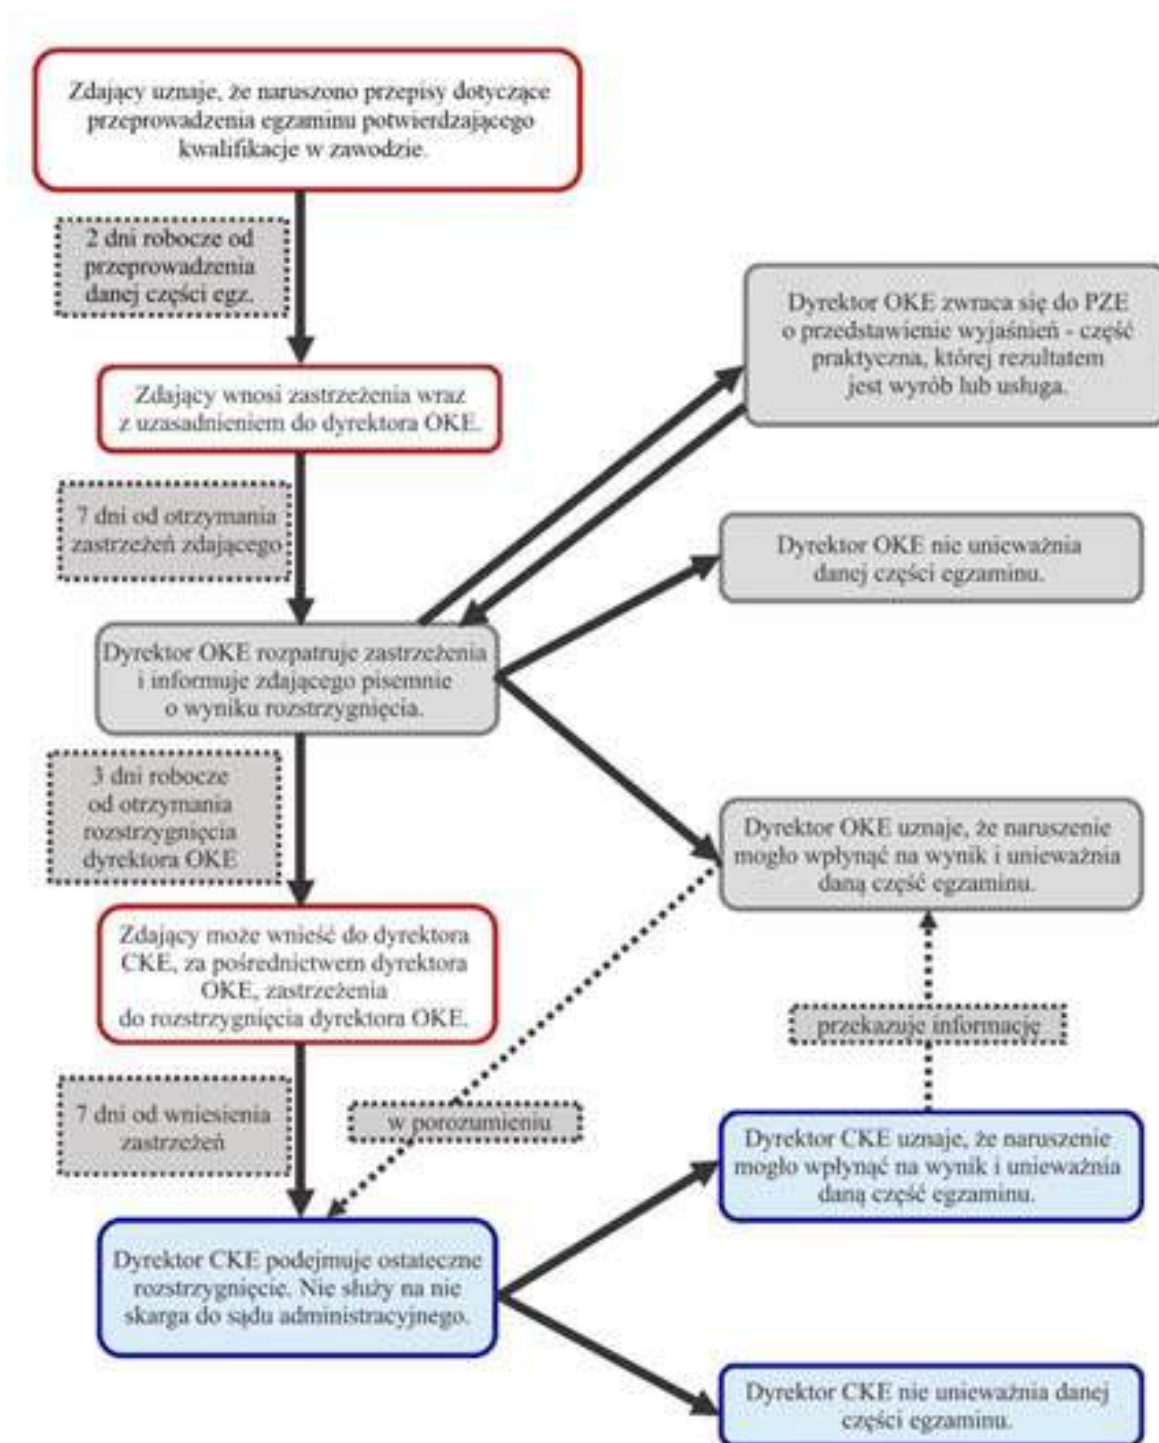 Zdający uznaje, że naruszono przepisy dotyczące
przeprowadzenia egzaminu potwierdzającego
kwalifikacje w zawodzie.
2 dni robocze od
przeprowadzenia
danej części egz.
Zdający wnosi zastrzeżenia wraz
z uzasadnieniem do dyrektora OKE.
Dyrektor OKE zwraca się do PZE
o przedstawienie wyjaśnień - część
praktyczna, której rezultatem
jest wyrób lub usługa.
7 dni od otrzymania
zastrzeżeń zdającego
Dyrektor OKE nie unieważnia
danej części egzaminu.
Dyrektor OKE rozpatruje zastrzeżenia
i informuje zdającego pisemnie
o wyniku rozstrzygnięcia.
3 dni robocze
od otrzymania
rozstrzygnięcia
dyrektora OKE
Dyrektor OKE uznaje, że naruszenie
mogło wpłynąć na wynik i unieważnia
daną część egzaminu.
Zdający może wnieść do dyrektora
CKE, za pośrednictwem dyrektora
OKE, zastrzeżenia
do rozstrzygnięcia dyrektora OKE.
przekazuje informację
7 dni od wniesienia
zastrzeżeń
w porozumieniu
Dyrektor CKE uznaje, że naruszenie
mogło wpłynąć na wynik i unieważnia
daną część egzaminu.
Dyrektor CKE podejmuje ostateczne
rozstrzygnięcie. Nie służy na nie
skarga do sądu administracyjnego.
Dyrektor CKE nie unieważnia danej
części egzaminu.